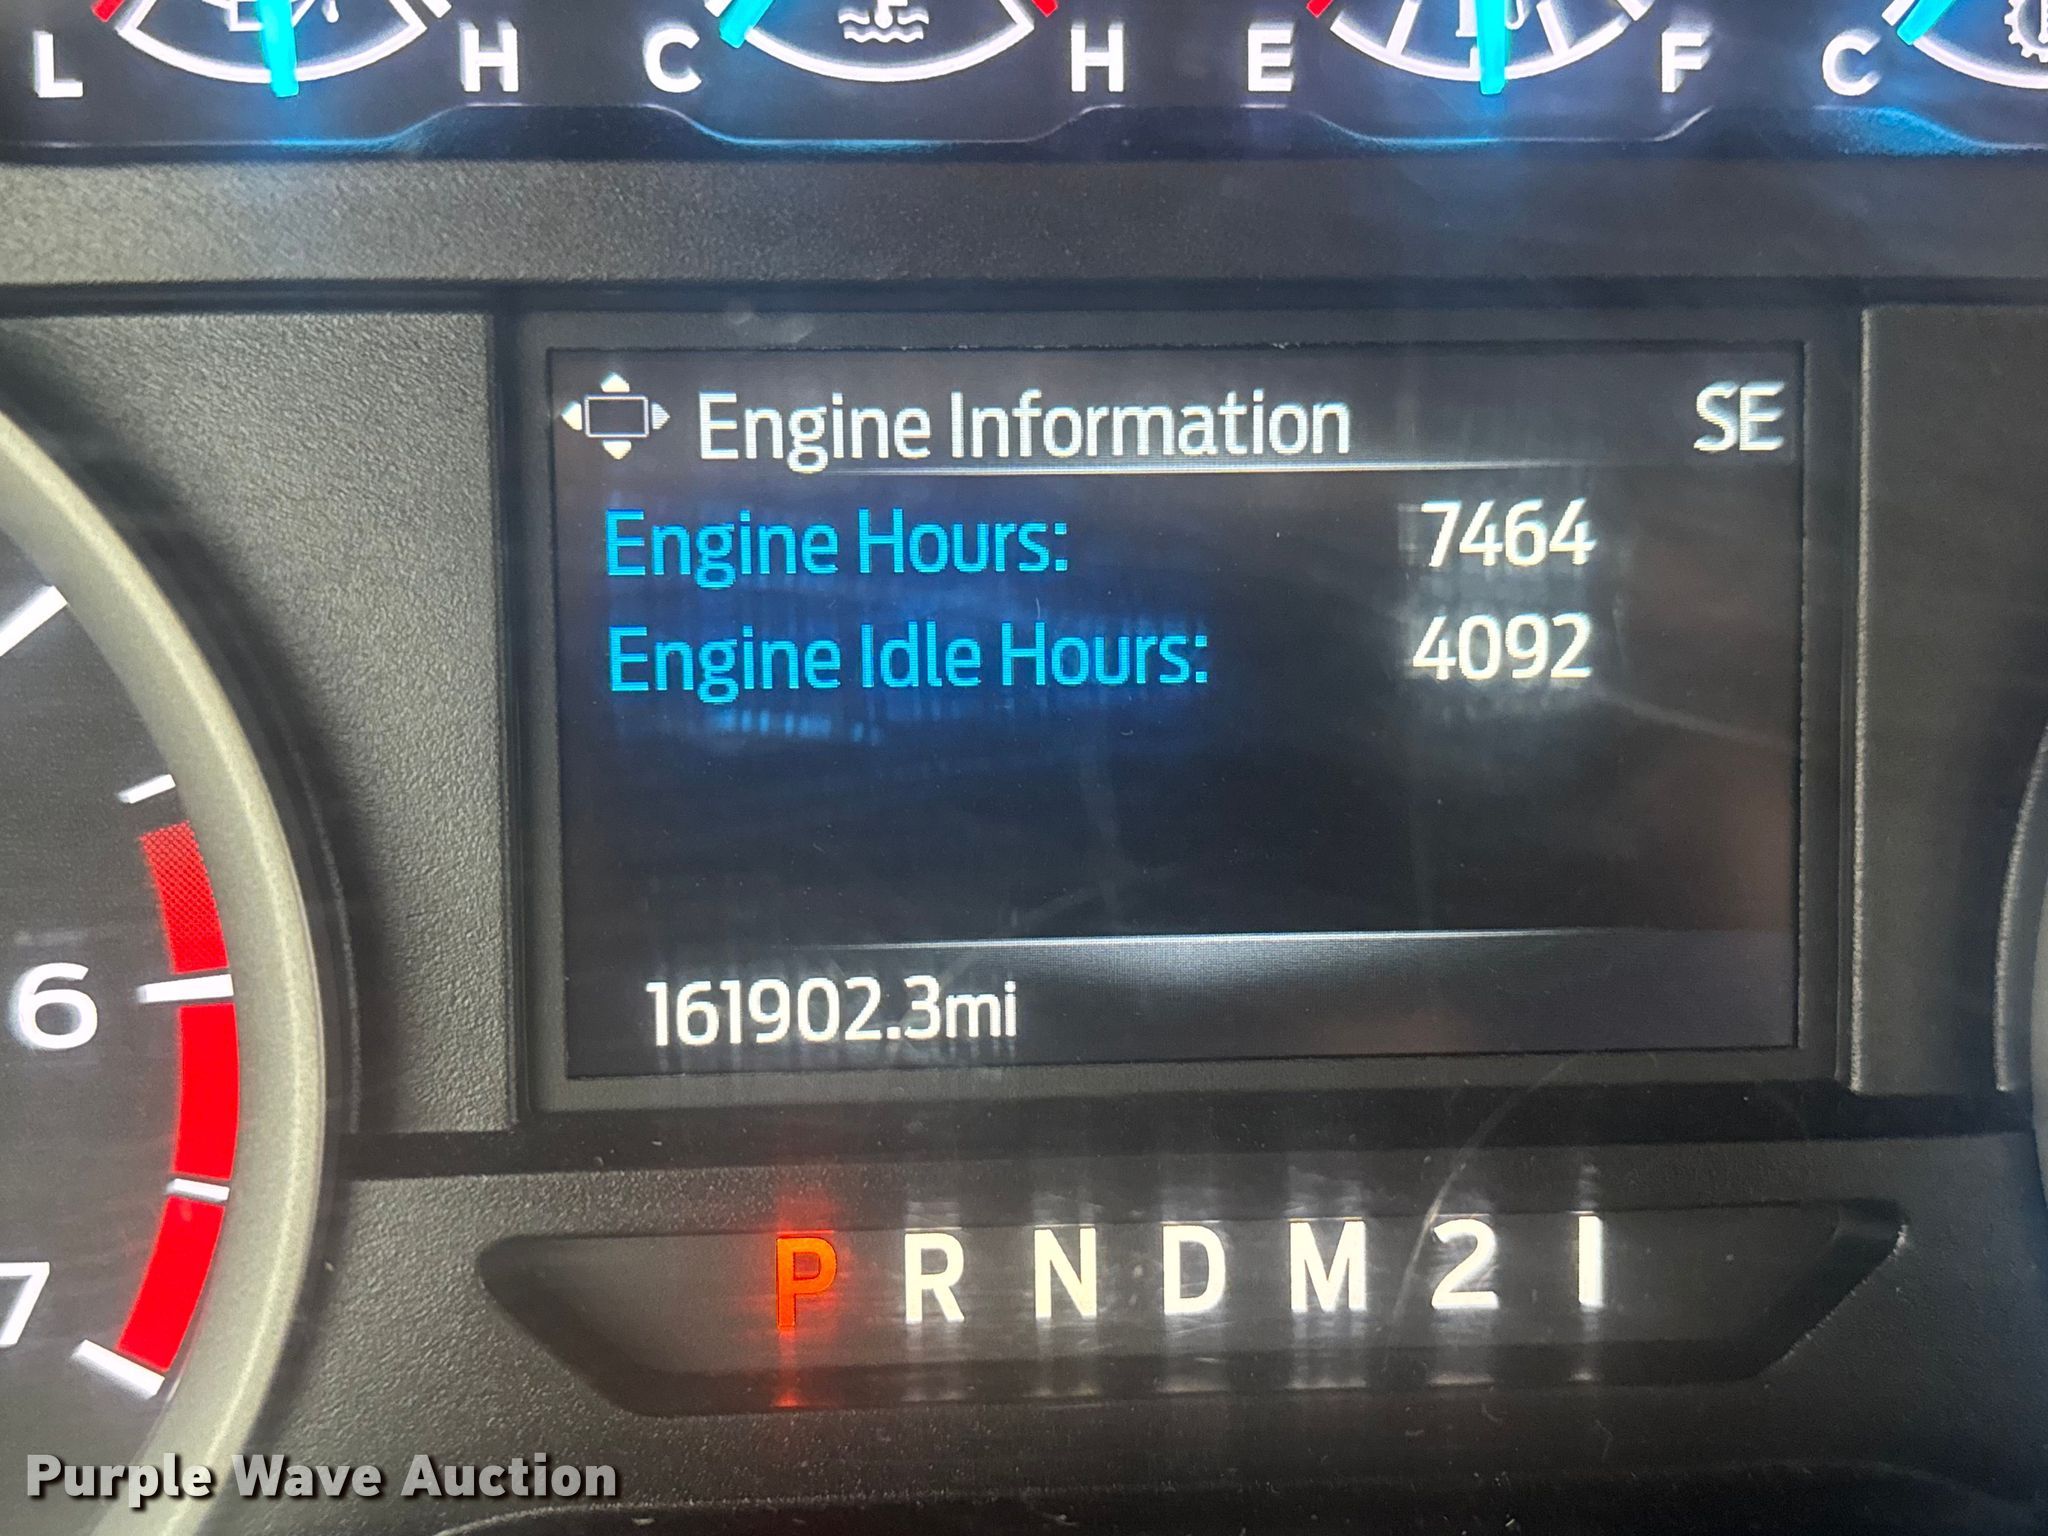 L H C H E F C
Engine Information SE
Engine Hours: 7464
Engine Idle Hours: 4092
6
161902.3mi
7
P R N D M 2 1
Purple Wave Auction